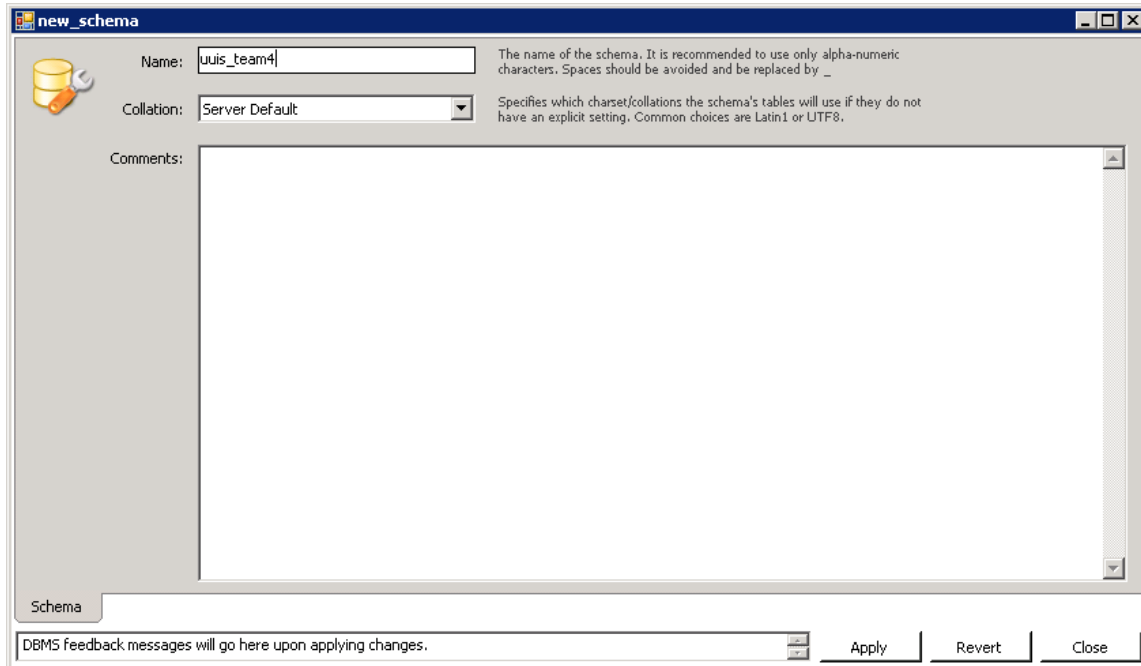 new_schema
Name:
uuis_team4
The name of the schema. It is recommended to use only alpha-numeric
characters. Spaces should be avoided and be replaced by _
Collation:
Server Default
Specifies which charset/collations the schema's tables will use if they do not
have an explicit setting. Common choices are Latin1 or UTF8.
Comments:
Schema
DBMS feedback messages will go here upon applying changes.
Apply
Revert
Close